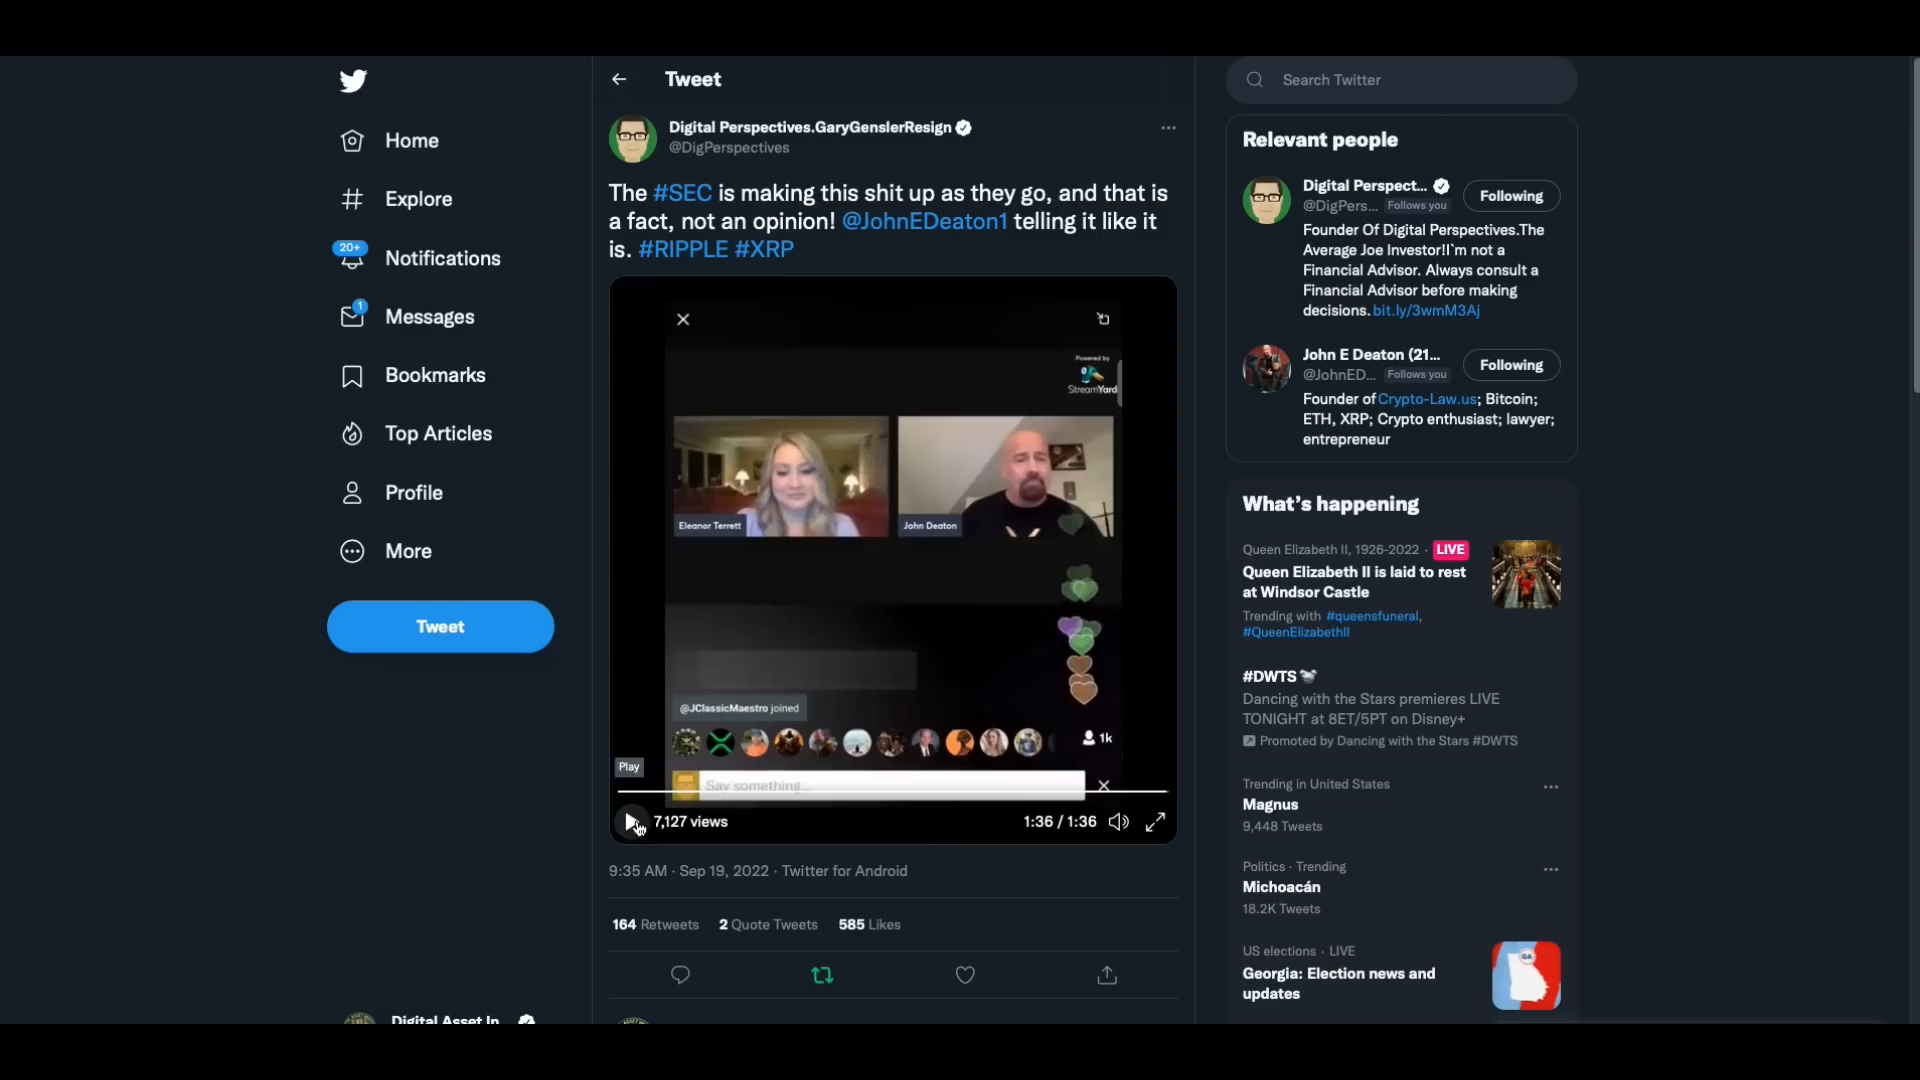 Home
Explore
20+
Notifications
1
Messages
Bookmarks
Top Articles
Profile
More
Tweet
Digital Asset In
Tweet
Digital Perspectives.GaryGenslerResign
@DigPerspectives
The #SEC is making this shit up as they go, and that is
a fact, not an opinion! @JohnEDeaton1 telling it like it
is. #RIPPLE #XRP
Powered by
StreamYard
Eleanor Terrett
John Deaton
@JClassicMaestro joined
1k
Play
Say something...
7,127 views
1:36 / 1:36
9:35 AM · Sep 19, 2022 · Twitter for Android
164 Retweets 2 Quote Tweets 585 Likes
Search Twitter
Relevant people
Digital Perspect...
Following
@DigPers... Follows you
Founder Of Digital Perspectives.The
Average Joe Investor!I`m not a
Financial Advisor. Always consult a
Financial Advisor before making
decisions. bit.ly/3wmM3Aj
John E Deaton (21...
Following
@JohnED... Follows you
Founder of Crypto-Law.us; Bitcoin;
ETH, XRP; Crypto enthusiast; lawyer;
entrepreneur
What's happening
Queen Elizabeth II, 1926-2022 · LIVE
Queen Elizabeth II is laid to rest
at Windsor Castle
Trending with #queensfuneral,
#QueenElizabethII
#DWTS
Dancing with the Stars premieres LIVE
TONIGHT at 8ET/5PT on Disney+
Promoted by Dancing with the Stars #DWTS
Trending in United States
Magnus
9,448 Tweets
Politics · Trending
Michoacán
18.2K Tweets
US elections · LIVE
Georgia: Election news and
updates
GA